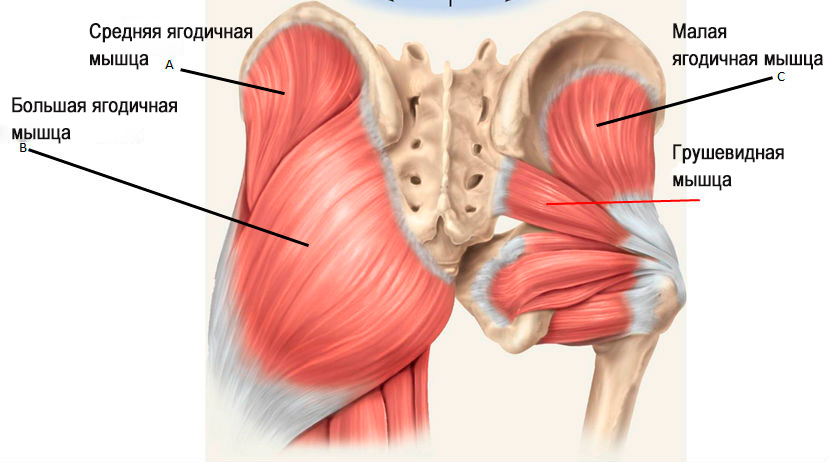 Средняя ягодичная
мышца A
Большая ягодичная
мышца
B
Малая
ягодичная мышца
C
Грушевидная
мышца